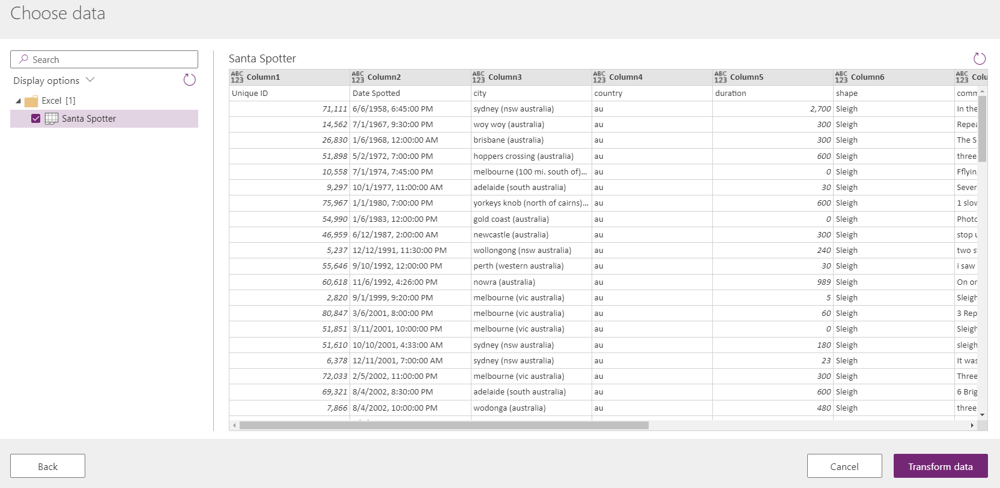 Choose data
Search
Display options
Excel [1]
Santa Spotter
Santa Spotter
ABC 123 Column1 ABC 123 Column2 ABC 123 Column3 ABC 123 Column4 ABC 123 Column5 ABC 123 Column6 ABC 123 Colu
Unique ID Date Spotted city country duration shape comm
71,111 6/6/1958, 6:45:00 PM sydney (nsw australia) au 2,700 Sleigh In the
14,562 7/1/1967, 9:30:00 PM woy woy (australia) au 300 Sleigh Repea
26,830 1/6/1968, 12:00:00 AM brisbane (australia) au 300 Sleigh The S
51,898 5/2/1972, 7:00:00 PM hoppers crossing (australia) au 600 Sleigh three
10,558 7/1/1974, 7:45:00 PM melbourne (100 mi. south of)... au 0 Sleigh Fflyin
9,297 10/1/1977, 11:00:00 AM adelaide (south australia) au 30 Sleigh Sever
75,967 1/1/1980, 7:00:00 PM yorkeys knob (north of cairns)... au 600 Sleigh 1 slow
54,990 1/6/1983, 12:00:00 PM gold coast (australia) au 0 Sleigh Photo
46,959 6/12/1987, 2:00:00 AM newcastle (australia) au 300 Sleigh stop u
5,237 12/12/1991, 11:30:00 PM wollongong (nsw australia) au 240 Sleigh two s
55,646 9/10/1992, 12:00:00 PM perth (western australia) au 30 Sleigh i saw
60,618 11/6/1992, 4:26:00 PM nowra (australia) au 989 Sleigh On or
2,820 9/1/1999, 9:20:00 PM melbourne (vic australia) au 5 Sleigh Sleigh
80,847 3/6/2001, 8:00:00 PM melbourne (vic australia) au 60 Sleigh 3 Rep
51,851 3/11/2001, 10:00:00 PM melbourne (vic australia) au 0 Sleigh Sleigh
51,610 10/10/2001, 4:33:00 AM sydney (nsw australia) au 180 Sleigh sleigh
6,378 12/11/2001, 7:00:00 AM sydney (nsw australia) au 23 Sleigh It was
72,033 2/5/2002, 11:00:00 PM melbourne (vic australia) au 300 Sleigh Three
69,321 8/4/2002, 8:30:00 PM adelaide (south australia) au 600 Sleigh 6 Brig
7,866 8/4/2002, 10:00:00 PM wodonga (australia) au 480 Sleigh three
Back
Cancel
Transform data